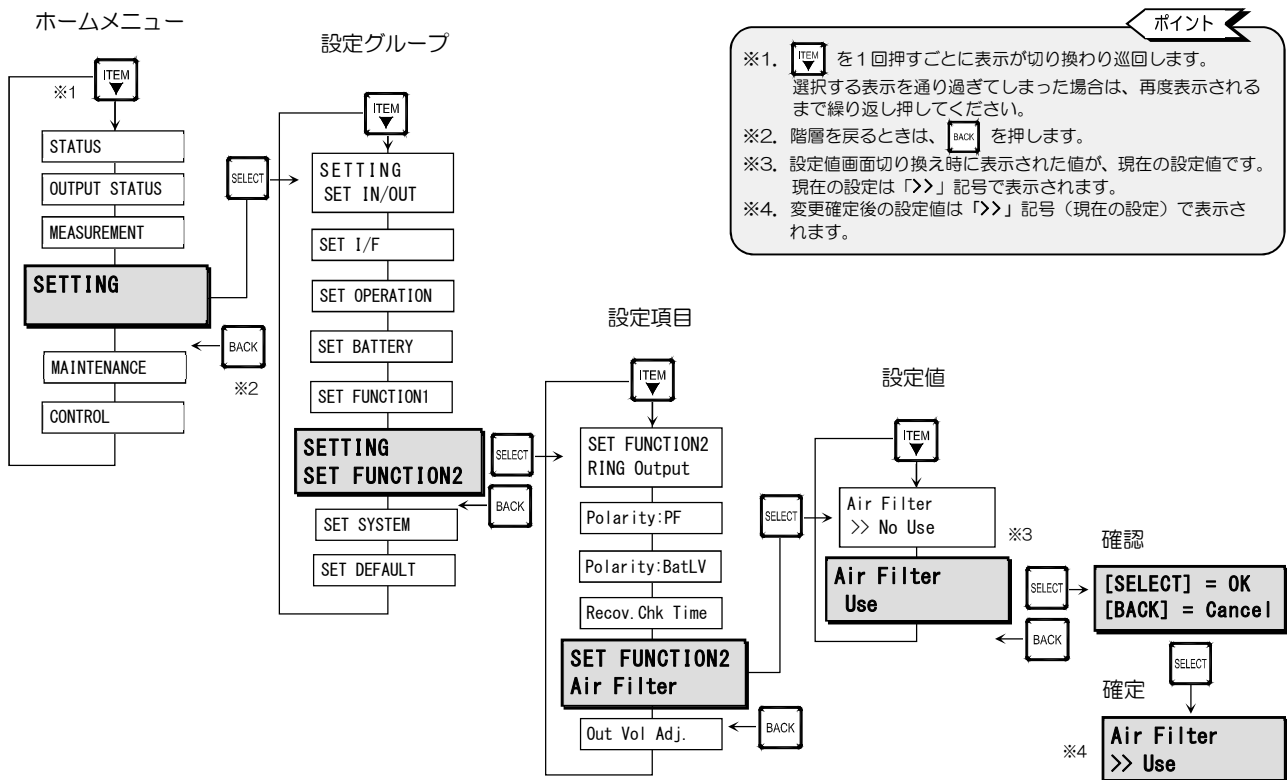 ホームメニュー
ITEM
※1
STATUS
OUTPUT STATUS
MEASUREMENT
SETTING
MAINTENANCE
CONTROL
SELECT
BACK
※2
設定グループ
ITEM
SETTING
SET IN/OUT
SET I/F
SET OPERATION
SET BATTERY
SET FUNCTION1
SETTING
SET FUNCTION2
SET SYSTEM
SET DEFAULT
SELECT
BACK
設定項目
ITEM
SET FUNCTION2
RING Output
Polarity:PF
Polarity:BatLV
Recov.Chk Time
SET FUNCTION2
Air Filter
Out Vol Adj.
SELECT
BACK
設定値
ITEM
Air Filter
>> No Use
※3
Air Filter
Use
SELECT
BACK
確認
[SELECT] = OK
[BACK] = Cancel
SELECT
確定
※4
Air Filter
>> Use
ポイント
※1. ITEM を1回押すごとに表示が切り換わり巡回します。
選択する表示を通り過ぎてしまった場合は、再度表示される
まで繰り返し押してください。
※2. 階層を戻るときは、 BACK を押します。
※3. 設定値画面切り換え時に表示された値が、現在の設定値です。
現在の設定は「>>」記号で表示されます。
※4. 変更確定後の設定値は「>>」記号（現在の設定）で表示さ
れます。